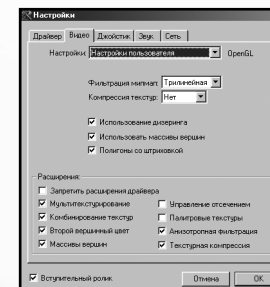 Настройки
Драйвер Видео Джойстик Звук Сеть
Настройки: Настройки пользователя OpenGL
Фильтрация мипмап: Трилинейная
Компрессия текстур: Нет
Использование дизеринга
Использовать массивы вершин
Полигоны со штриховкой
Расширения:
Запретить расширения драйвера
Мультитекстурирование Управление отсечением
Комбинирование текстур Палитровые текстуры
Второй вершинный цвет Анизотропная фильтрация
Массивы вершин Текстурная компрессия
Вступительный ролик Отмена OK